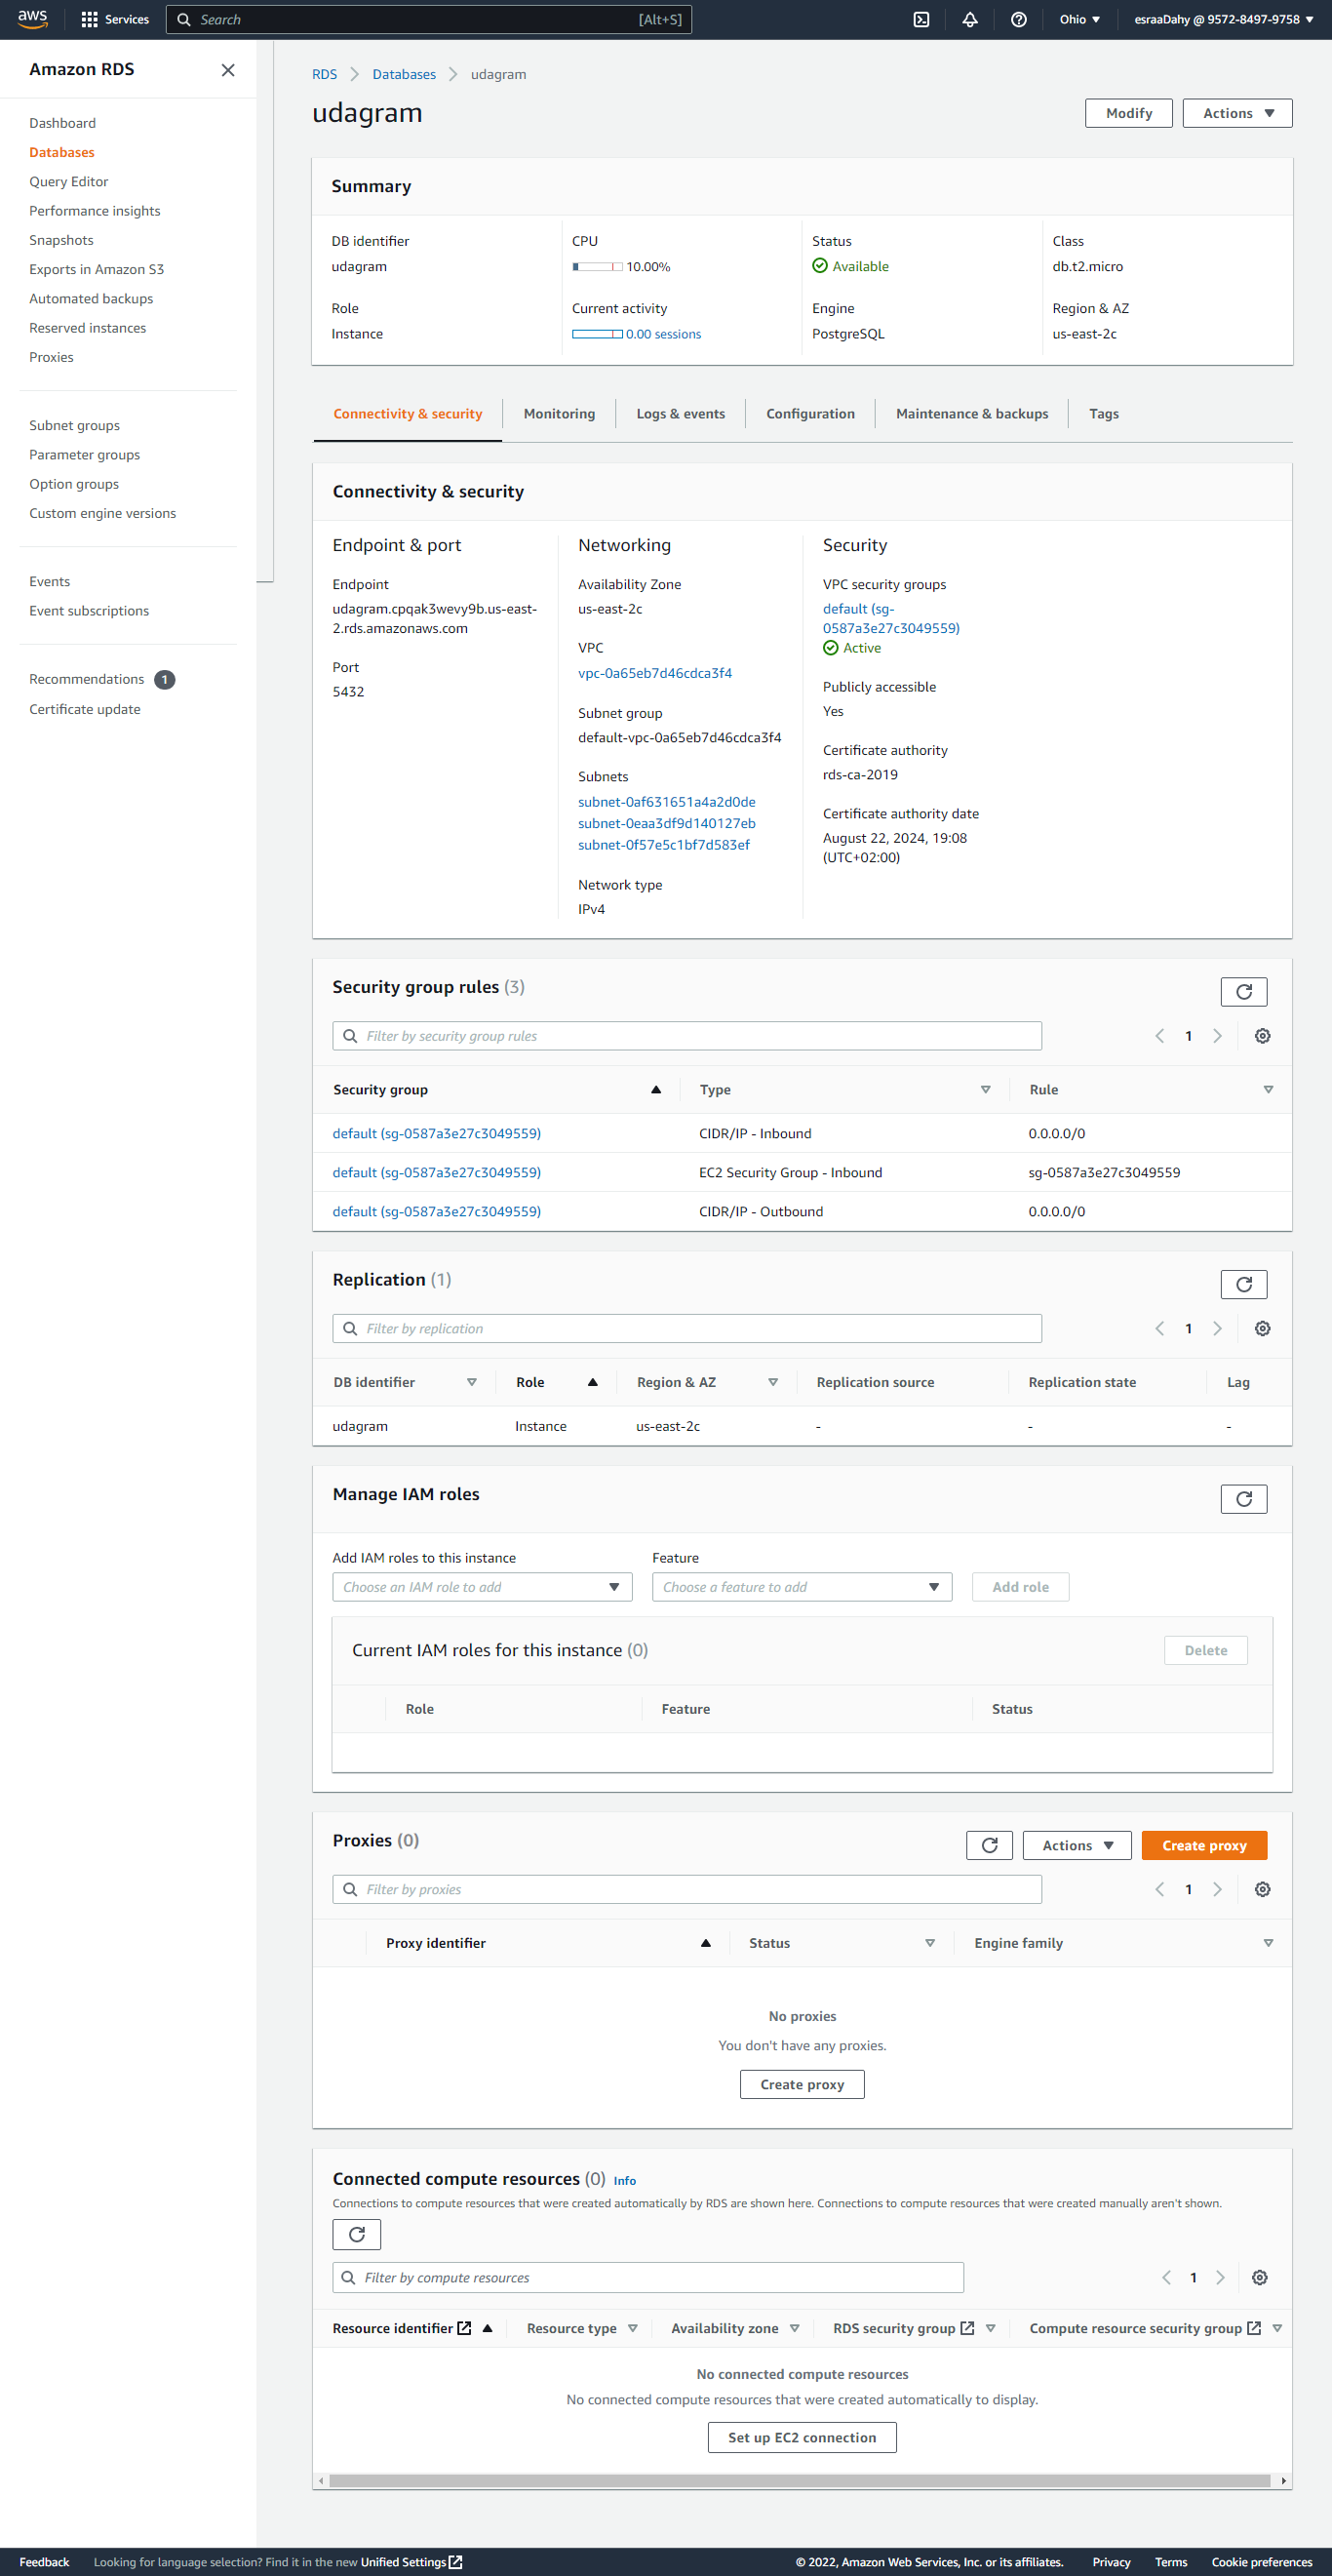 aws Services Search [Alt+S] Ohio ▼ esraaDahy @ 9572-8497-9758 ▼
Amazon RDS
Dashboard
Databases
Query Editor
Performance insights
Snapshots
Exports in Amazon S3
Automated backups
Reserved instances
Proxies
Subnet groups
Parameter groups
Option groups
Custom engine versions
Events
Event subscriptions
Recommendations 1
Certificate update
RDS > Databases > udagram
udagram
Modify Actions
Summary
DB identifier CPU Status Class
udagram 10.00% Available db.t2.micro
Role Current activity Engine Region & AZ
Instance 0.00 sessions PostgreSQL us-east-2c
Connectivity & security Monitoring Logs & events Configuration Maintenance & backups Tags
Connectivity & security
Endpoint & port
Endpoint
udagram.cpqak3wevy9b.us-east-
2.rds.amazonaws.com
Port
5432
Networking
Availability Zone
us-east-2c
VPC
vpc-0a65eb7d46cdca3f4
Subnet group
default-vpc-0a65eb7d46cdca3f4
Subnets
subnet-0af631651a4a2d0de
subnet-0eaa3df9d140127eb
subnet-0f57e5c1bf7d583ef
Network type
IPv4
Security
VPC security groups
default (sg-
0587a3e27c3049559)
Active
Publicly accessible
Yes
Certificate authority
rds-ca-2019
Certificate authority date
August 22, 2024, 19:08
(UTC+02:00)
Security group rules (3)
Filter by security group rules 1
Security group Type Rule
default (sg-0587a3e27c3049559) CIDR/IP - Inbound 0.0.0.0/0
default (sg-0587a3e27c3049559) EC2 Security Group - Inbound sg-0587a3e27c3049559
default (sg-0587a3e27c3049559) CIDR/IP - Outbound 0.0.0.0/0
Replication (1)
Filter by replication 1
DB identifier Role Region & AZ Replication source Replication state Lag
udagram Instance us-east-2c - - -
Manage IAM roles
Add IAM roles to this instance Feature
Choose an IAM role to add Choose a feature to add Add role
Current IAM roles for this instance (0) Delete
Role Feature Status
Proxies (0) Actions Create proxy
Filter by proxies 1
Proxy identifier Status Engine family
No proxies
You don't have any proxies.
Create proxy
Connected compute resources (0) Info
Connections to compute resources that were created automatically by RDS are shown here. Connections to compute resources that were created manually aren't shown.
Filter by compute resources 1
Resource identifier Resource type Availability zone RDS security group Compute resource security group
No connected compute resources
No connected compute resources that were created automatically to display.
Set up EC2 connection
Feedback Looking for language selection? Find it in the new Unified Settings © 2022, Amazon Web Services, Inc. or its affiliates. Privacy Terms Cookie preferences